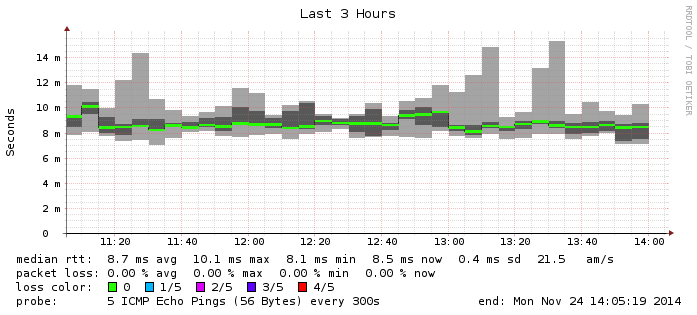 Last 3 Hours
RRDTOOL / TOBI OETIKER
Seconds
14 m
12 m
10 m
8 m
6 m
4 m
2 m
0
11:20 11:40 12:00 12:20 12:40 13:00 13:20 13:40 14:00
median rtt: 8.7 ms avg 10.1 ms max 8.1 ms min 8.5 ms now 0.4 ms sd 21.5 am/s
packet loss: 0.00 % avg 0.00 % max 0.00 % min 0.00 % now
loss color: 0 1/5 2/5 3/5 4/5
probe: 5 ICMP Echo Pings (56 Bytes) every 300s end: Mon Nov 24 14:05:19 2014